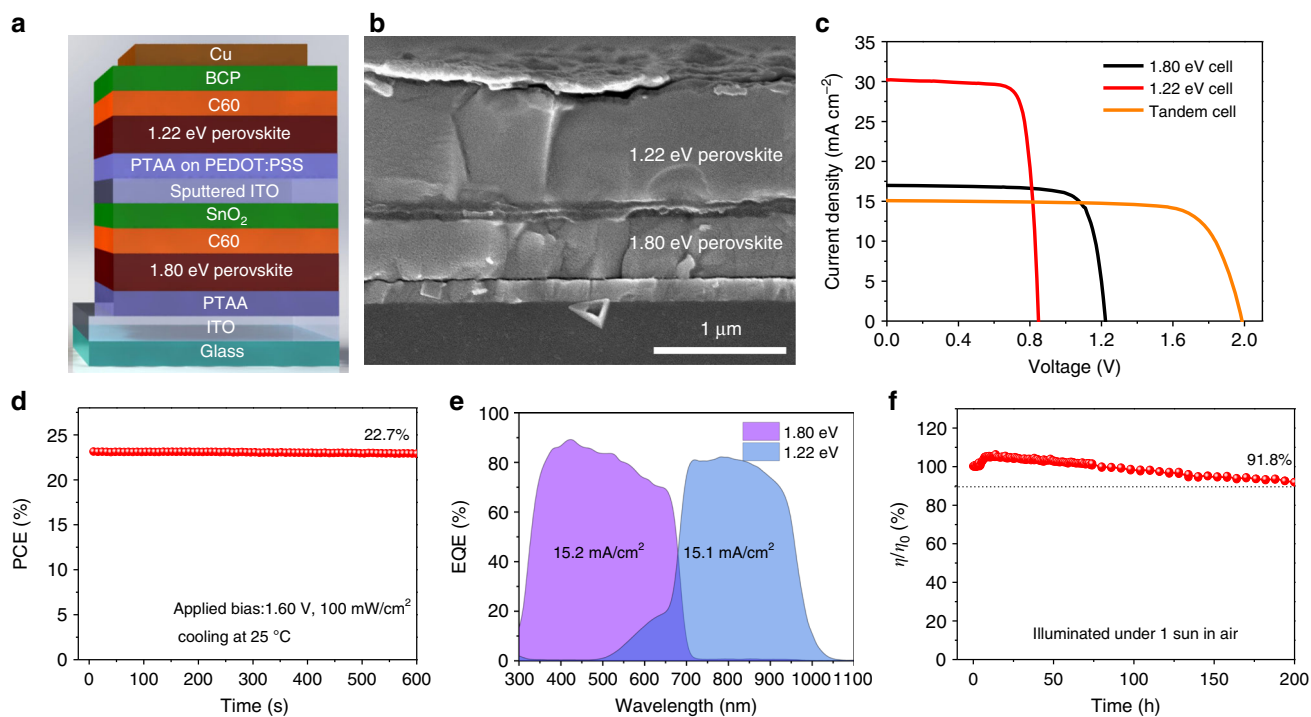 a
Cu
BCP
C60
1.22 eV perovskite
PTAA on PEDOT:PSS
Sputtered ITO
SnO2
C60
1.80 eV perovskite
PTAA
ITO
Glass
b
1.22 eV perovskite
1.80 eV perovskite
1 μm
c
35
30
25
20
15
10
5
0
Current density (mA cm−2)
1.80 eV cell
1.22 eV cell
Tandem cell
0.0 0.4 0.8 1.2 1.6 2.0
Voltage (V)
d
25
20
15
10
5
0
PCE (%)
22.7%
Applied bias:1.60 V, 100 mW/cm2
cooling at 25 °C
0 100 200 300 400 500 600
Time (s)
e
100
80
60
40
20
0
EQE (%)
1.80 eV
1.22 eV
15.2 mA/cm2
15.1 mA/cm2
300 400 500 600 700 800 900 1000 1100
Wavelength (nm)
f
120
100
80
60
40
20
0
η/η0 (%)
91.8%
Illuminated under 1 sun in air
0 50 100 150 200
Time (h)